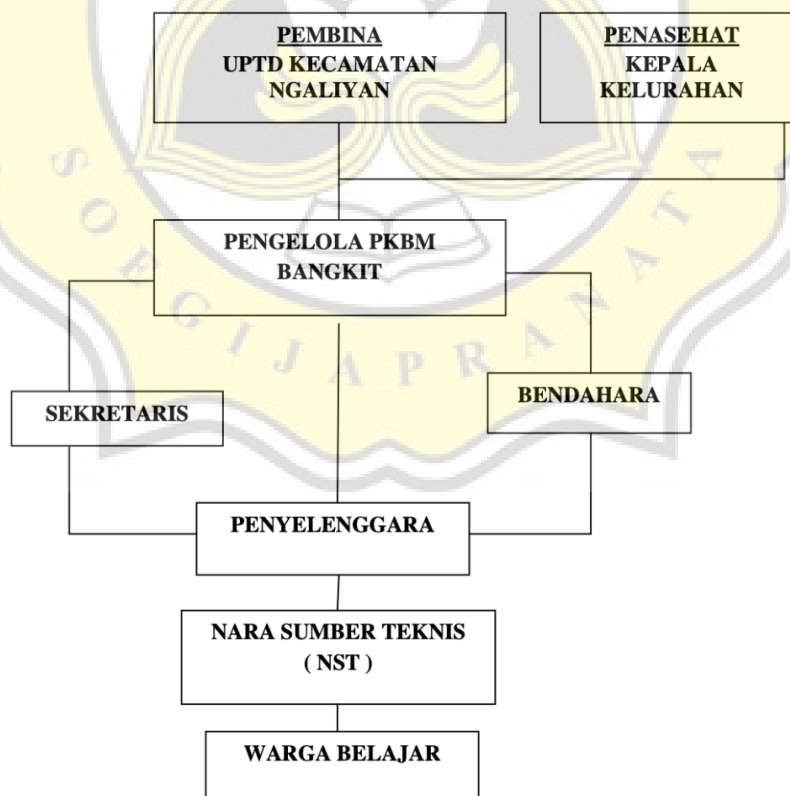 PEMBINA
UPTD KECAMATAN
NGALIYAN
PENASEHAT
KEPALA
KELURAHAN
PENGELOLA PKBM
BANGKIT
SEKRETARIS
BENDAHARA
PENYELENGGARA
NARA SUMBER TEKNIS
( NST )
WARGA BELAJAR
SOEGIJAPRANATA